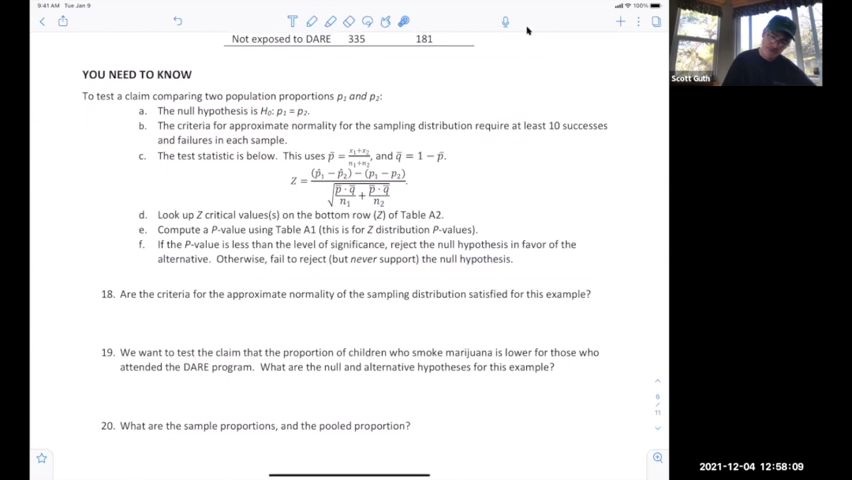 9:41 AM Tue Jan 9
100%
Not exposed to DARE 335 181
YOU NEED TO KNOW
To test a claim comparing two population proportions p₁ and p₂:
a. The null hypothesis is H₀: p₁ = p₂.
b. The criteria for approximate normality for the sampling distribution require at least 10 successes
and failures in each sample.
c. The test statistic is below. This uses p̄ = (x₁+x₂)/(n₁+n₂), and q̄ = 1 − p̄.
Z = ((p̂₁ − p̂₂) − (p₁ − p₂))/√(p̄·q̄/n₁ + p̄·q̄/n₂).
d. Look up Z critical values(s) on the bottom row (Z) of Table A2.
e. Compute a P-value using Table A1 (this is for Z distribution P-values).
f. If the P-value is less than the level of significance, reject the null hypothesis in favor of the
alternative. Otherwise, fail to reject (but never support) the null hypothesis.
18. Are the criteria for the approximate normality of the sampling distribution satisfied for this example?
19. We want to test the claim that the proportion of children who smoke marijuana is lower for those who
attended the DARE program. What are the null and alternative hypotheses for this example?
20. What are the sample proportions, and the pooled proportion?
6
/
11
Scott Guth
2021-12-04 12:58:09